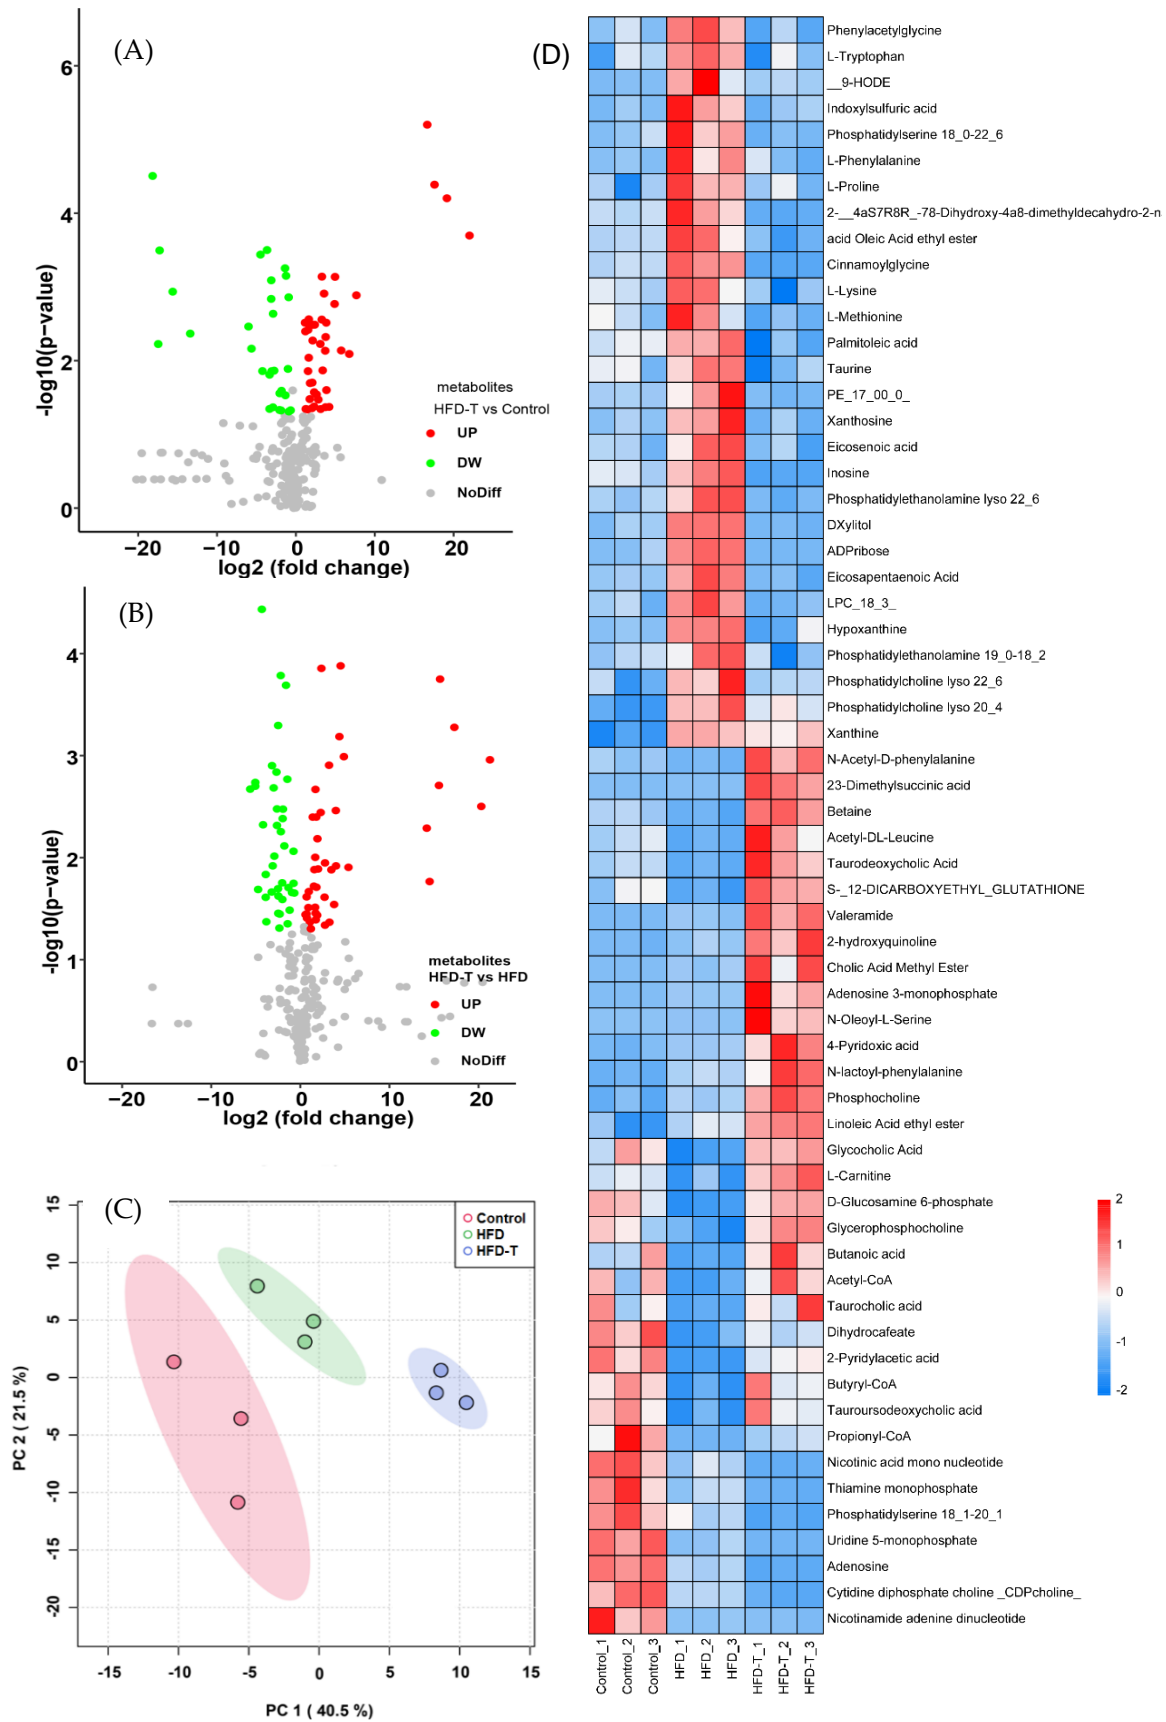 (A)
6
4
2
0
-log10(p-value)
metabolites
HFD-T vs Control
UP
DW
NoDiff
−20
−10
0
10
20
log2 (fold change)
(B)
4
3
2
1
0
-log10(p-value)
metabolites
HFD-T vs HFD
UP
DW
NoDiff
−20
−10
0
10
20
log2 (fold change)
(C)
Control
HFD
HFD-T
15
10
5
0
-5
-10
-15
-20
PC 2 ( 21.5 %)
-15
-10
-5
0
5
10
15
PC 1 ( 40.5 %)
(D)
Phenylacetylglycine
L-Tryptophan
__9-HODE
Indoxylsulfuric acid
Phosphatidylserine 18_0-22_6
L-Phenylalanine
L-Proline
2-__4aS7R8R_-78-Dihydroxy-4a8-dimethyldecahydro-2-n
acid Oleic Acid ethyl ester
Cinnamoylglycine
L-Lysine
L-Methionine
Palmitoleic acid
Taurine
PE_17_00_0_
Xanthosine
Eicosenoic acid
Inosine
Phosphatidylethanolamine lyso 22_6
DXylitol
ADPribose
Eicosapentaenoic Acid
LPC_18_3_
Hypoxanthine
Phosphatidylethanolamine 19_0-18_2
Phosphatidylcholine lyso 22_6
Phosphatidylcholine lyso 20_4
Xanthine
N-Acetyl-D-phenylalanine
23-Dimethylsuccinic acid
Betaine
Acetyl-DL-Leucine
Taurodeoxycholic Acid
S-_12-DICARBOXYETHYL_GLUTATHIONE
Valeramide
2-hydroxyquinoline
Cholic Acid Methyl Ester
Adenosine 3-monophosphate
N-Oleoyl-L-Serine
4-Pyridoxic acid
N-lactoyl-phenylalanine
Phosphocholine
Linoleic Acid ethyl ester
Glycocholic Acid
L-Carnitine
D-Glucosamine 6-phosphate
Glycerophosphocholine
Butanoic acid
Acetyl-CoA
Taurocholic acid
Dihydrocafeate
2-Pyridylacetic acid
Butyryl-CoA
Tauroursodeoxycholic acid
Propionyl-CoA
Nicotinic acid mono nucleotide
Thiamine monophosphate
Phosphatidylserine 18_1-20_1
Uridine 5-monophosphate
Adenosine
Cytidine diphosphate choline _CDPcholine_
Nicotinamide adenine dinucleotide
Control_1
Control_2
Control_3
HFD_1
HFD_2
HFD_3
HFD-T_1
HFD-T_2
HFD-T_3
2
1
0
-1
-2